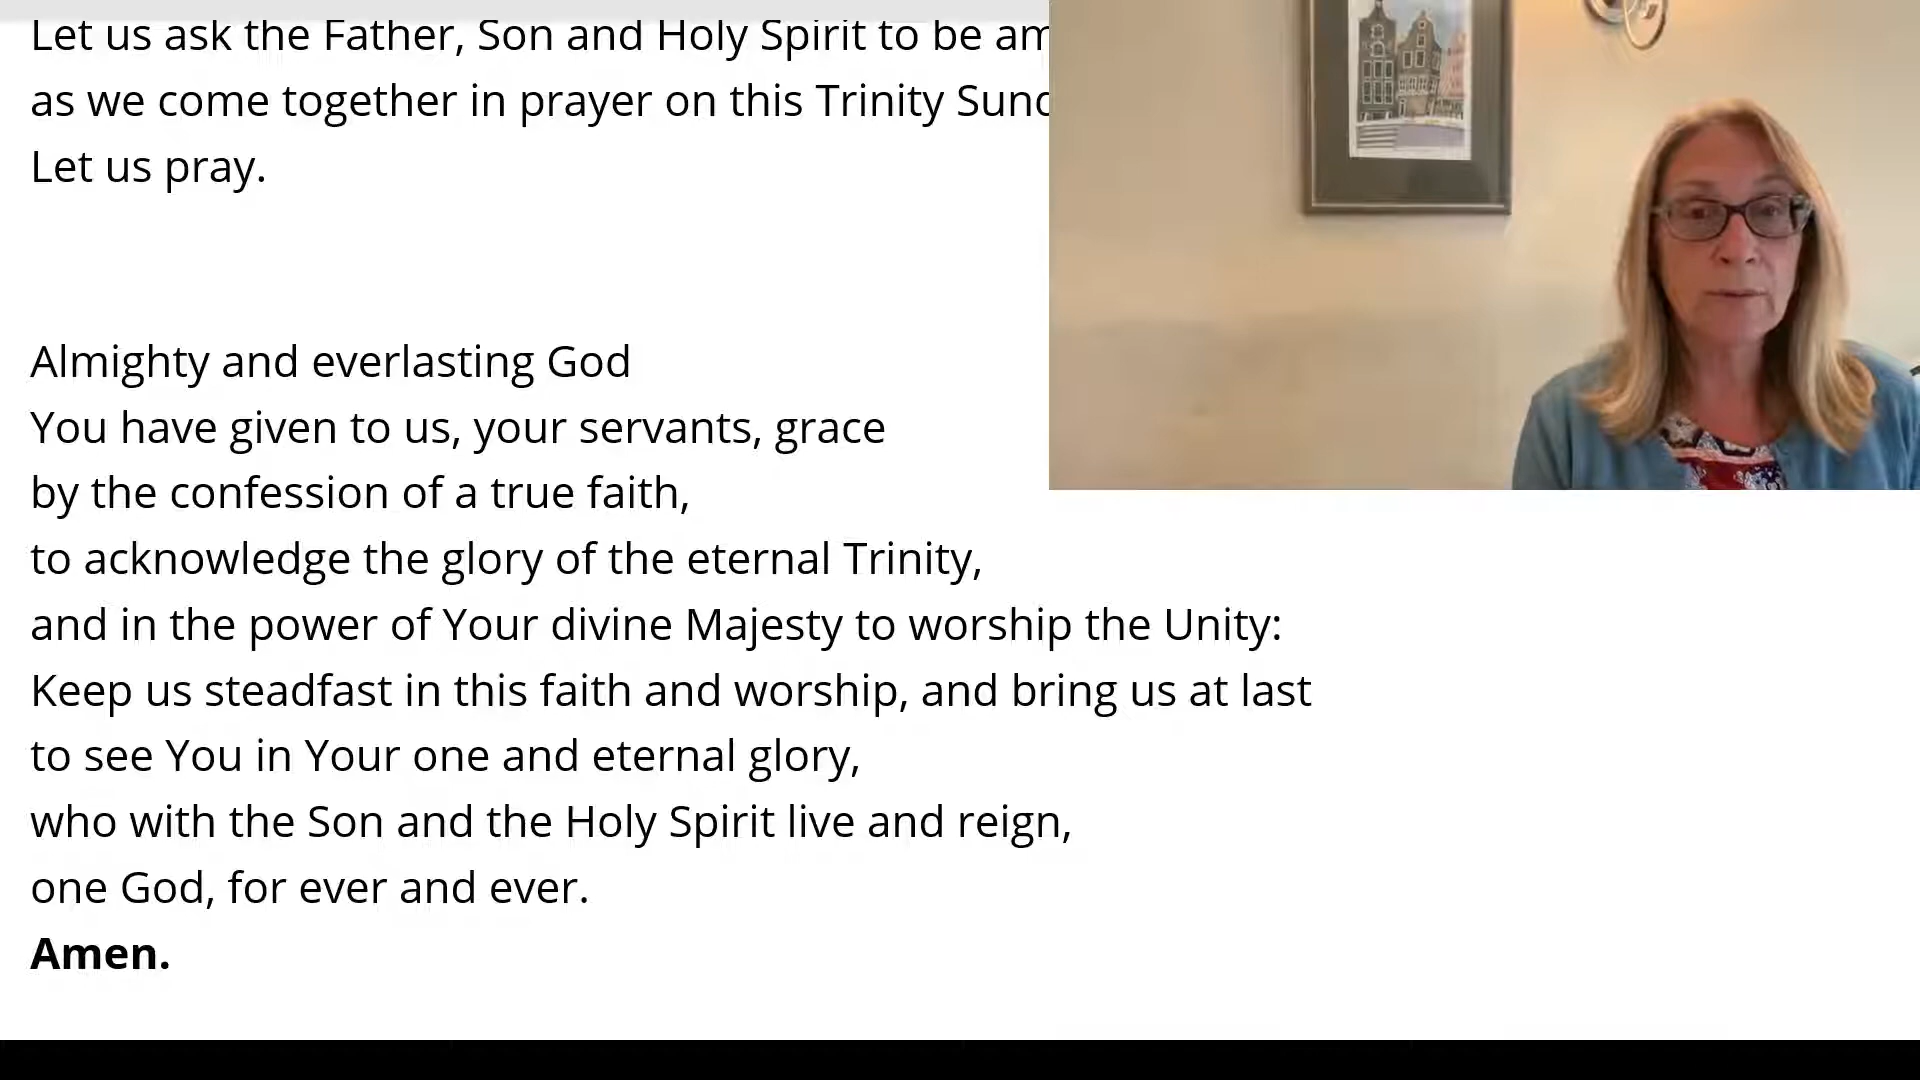 Let us ask the Father, Son and Holy Spirit to be
as we come together in prayer on this Trinity
Let us pray.
Almighty and everlasting God
You have given to us, your servants, grace
by the confession of a true faith,
to acknowledge the glory of the eternal Trinity,
and in the power of Your divine Majesty to worship the Unity:
Keep us steadfast in this faith and worship, and bring us at last
to see You in Your one and eternal glory,
who with the Son and the Holy Spirit live and reign,
one God, for ever and ever.
Amen.